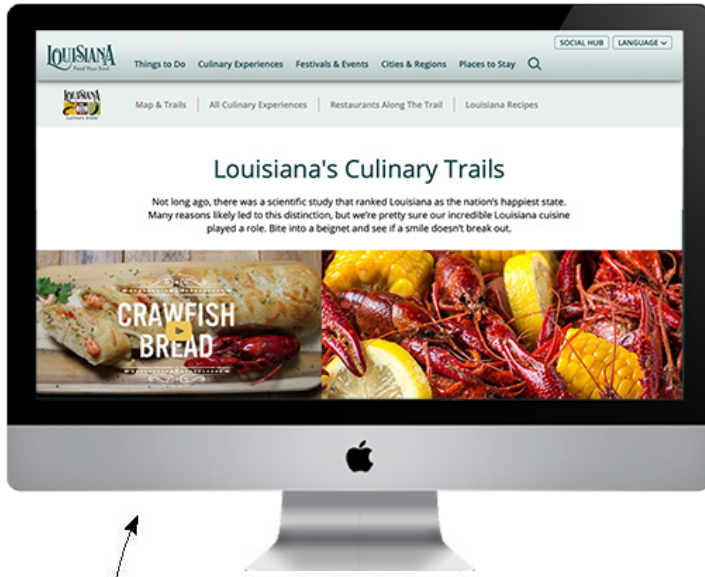 SOCIAL HUB LANGUAGE
LOUISIANA
Feed Your Soul.
Things to Do Culinary Experiences Festivals & Events Cities & Regions Places to Stay
LOUISIANA
culinary trails
Map & Trails All Culinary Experiences Restaurants Along The Trail Louisiana Recipes
Louisiana's Culinary Trails
Not long ago, there was a scientific study that ranked Louisiana as the nation's happiest state.
Many reasons likely led to this distinction, but we're pretty sure our incredible Louisiana cuisine
played a role. Bite into a beignet and see if a smile doesn't break out.
CRAWFISH
BREAD